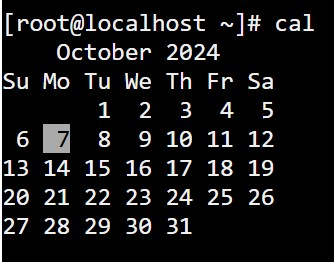 [root@localhost ~]# cal
    October 2024
Su Mo Tu We Th Fr Sa
       1  2  3  4  5
 6  7  8  9 10 11 12
13 14 15 16 17 18 19
20 21 22 23 24 25 26
27 28 29 30 31